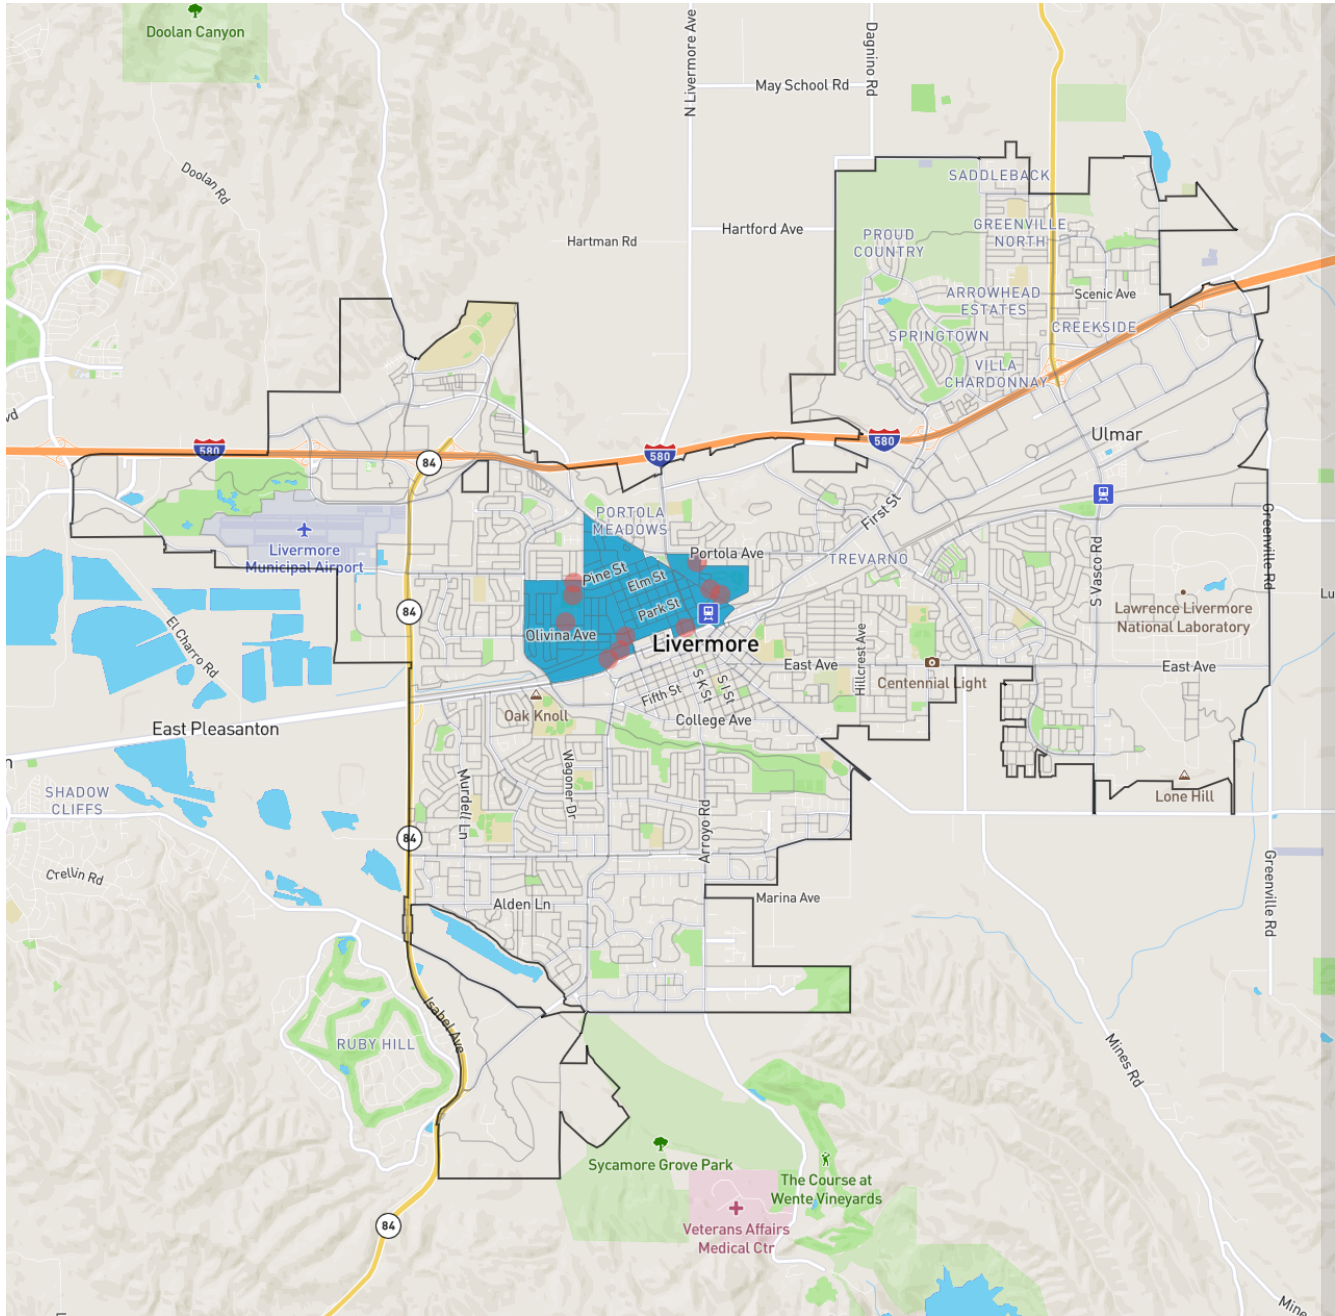 Doolan Canyon
N Livermore Ave
Dagnino Rd
May School Rd
Doolan Rd
SADDLEBACK
Hartford Ave
Hartman Rd
PROUD
COUNTRY
GREENVILLE
NORTH
ARROWHEAD
ESTATES
Scenic Ave
CREEKSIDE
SPRINGTOWN
VILLA
CHARDONNAY
vd
580
580
580
84
Ulmar
First St
PORTOLA
MEADOWS
Livermore
Municipal Airport
Portola Ave
TREVARNO
Greenville Rd
S Vasco Rd
Pine St
Elm St
Park St
84
Lu
Lawrence Livermore
National Laboratory
El Charro Rd
Olivina Ave
Livermore
Hillcrest Ave
East Ave
East Ave
Centennial Light
S K St
S I St
Fifth St
Oak Knoll
College Ave
East Pleasanton
n
SHADOW
CLIFFS
Murdell Ln
Wagoner Dr
Arroyo Rd
Lone Hill
84
Crellin Rd
Greenville Rd
Alden Ln
Marina Ave
Isabel Ave
RUBY HILL
Mines Rd
Sycamore Grove Park
The Course at
Wente Vineyards
Veterans Affairs
Medical Ctr
84
Mines